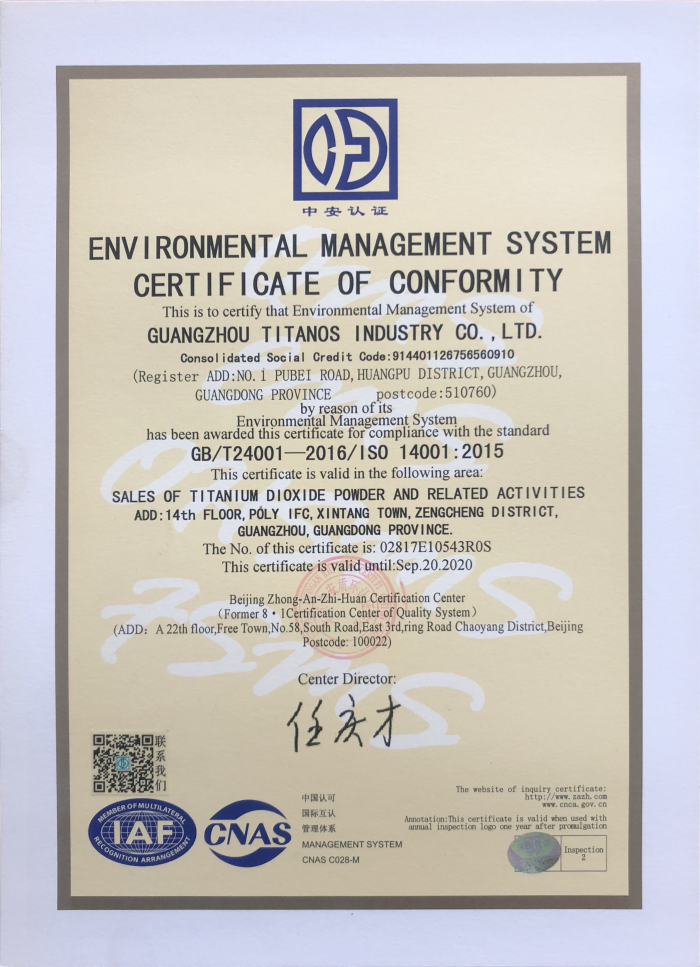 中安认证
ENVIRONMENTAL MANAGEMENT SYSTEM
CERTIFICATE OF CONFORMITY
This is to certify that Environmental Management System of
GUANGZHOU TITANOS INDUSTRY CO.,LTD.
Consolidated Social Credit Code:914401126756560910
(Register ADD:NO.1 PUBEI ROAD,HUANGPU DISTRICT,GUANGZHOU,
GUANGDONG PROVINCE postcode:510760)
by reason of its
Environmental Management System
has been awarded this certificate for compliance with the standard
GB/T24001—2016/ISO 14001:2015
This certificate is valid in the following area:
SALES OF TITANIUM DIOXIDE POWDER AND RELATED ACTIVITIES
ADD:14th FLOOR,POLY IFC,XINTANG TOWN,ZENGCHENG DISTRICT,
GUANGZHOU,GUANGDONG PROVINCE.
The No. of this certificate is: 02817E10543R0S
This certificate is valid until:Sep.20.2020
Beijing Zhong-An-Zhi-Huan Certification Center
(Former 8·1Certification Center of Quality System)
(ADD: A 22th floor,Free Town,No.58,South Road,East 3rd,ring Road Chaoyang District,Beijing
Postcode: 100022)
Center Director:
任庆才
联系我们
MEMBER OF MULTILATERAL
IAF
RECOGNITION ARRANGEMENT
CNAS
中国认可
国际互认
管理体系
MANAGEMENT SYSTEM
CNAS C028-M
The website of inquiry certificate:
http://www.zazh.com
www.cnca.gov.cn
Annotation:This certificate is valid when used with
annual inspection logo one year after promulgation
Inspection
2